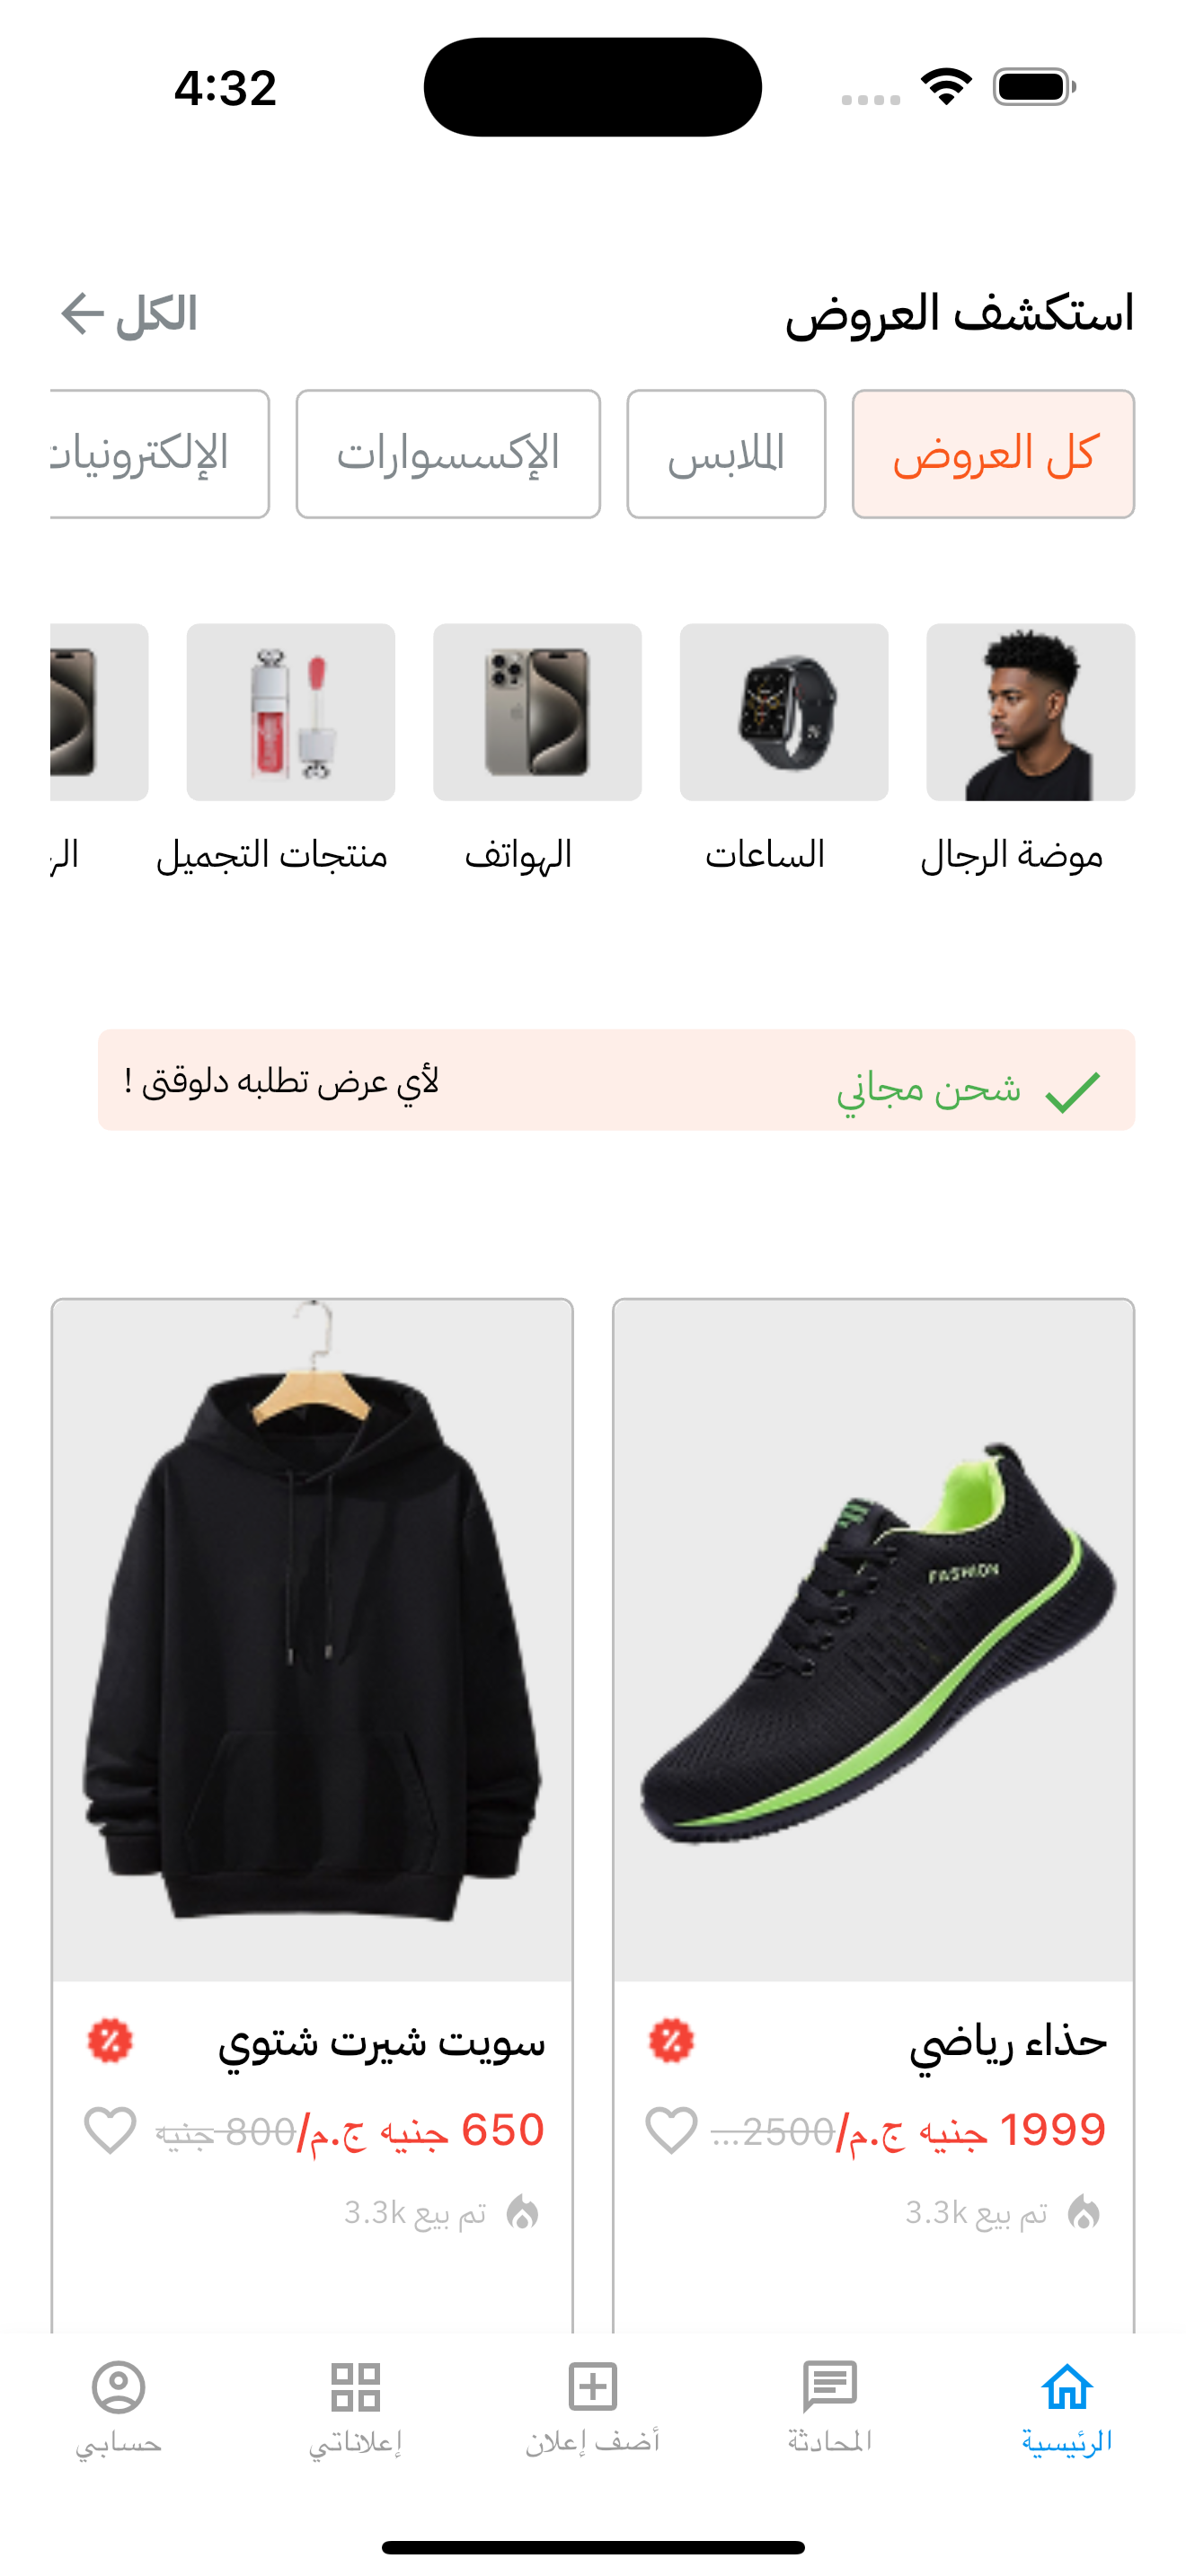 4:32
استكشف العروض
الكل
كل العروض
الملابس
الإكسسوارات
الإلكترونيات
موضة الرجال
الساعات
الهواتف
منتجات التجميل
شحن مجاني
لأي عرض تطلبه دلوقتى !
FASHION
حذاء رياضي
1999 جنيه ج.م/2500...
تم بيع 3.3k
سويت شيرت شتوي
650 جنيه ج.م/800 جنيه
تم بيع 3.3k
الرئيسية
المحادثة
أضف إعلان
إعلاناتي
حسابي